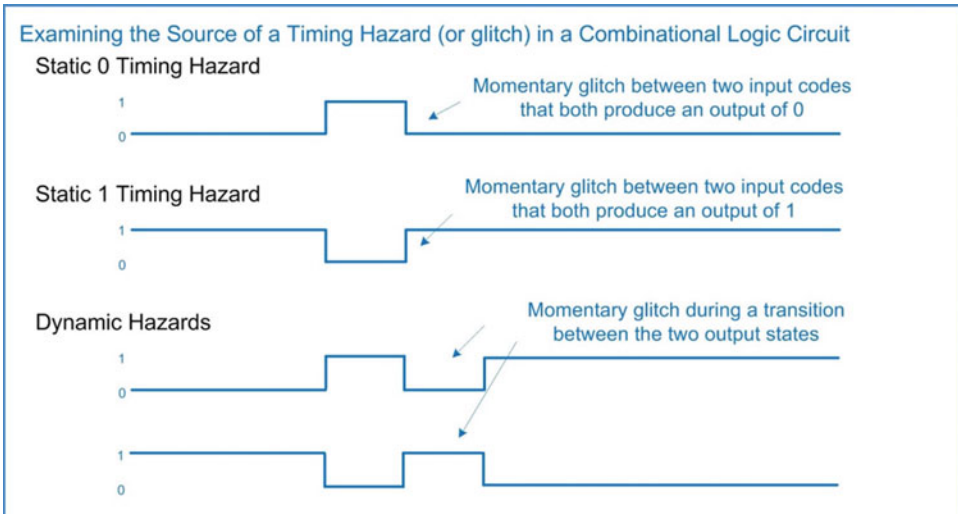 Examining the Source of a Timing Hazard (or glitch) in a Combinational Logic Circuit
Static 0 Timing Hazard
Momentary glitch between two input codes
that both produce an output of 0
1
0
Static 1 Timing Hazard
Momentary glitch between two input codes
that both produce an output of 1
1
0
Dynamic Hazards
Momentary glitch during a transition
between the two output states
1
0
1
0